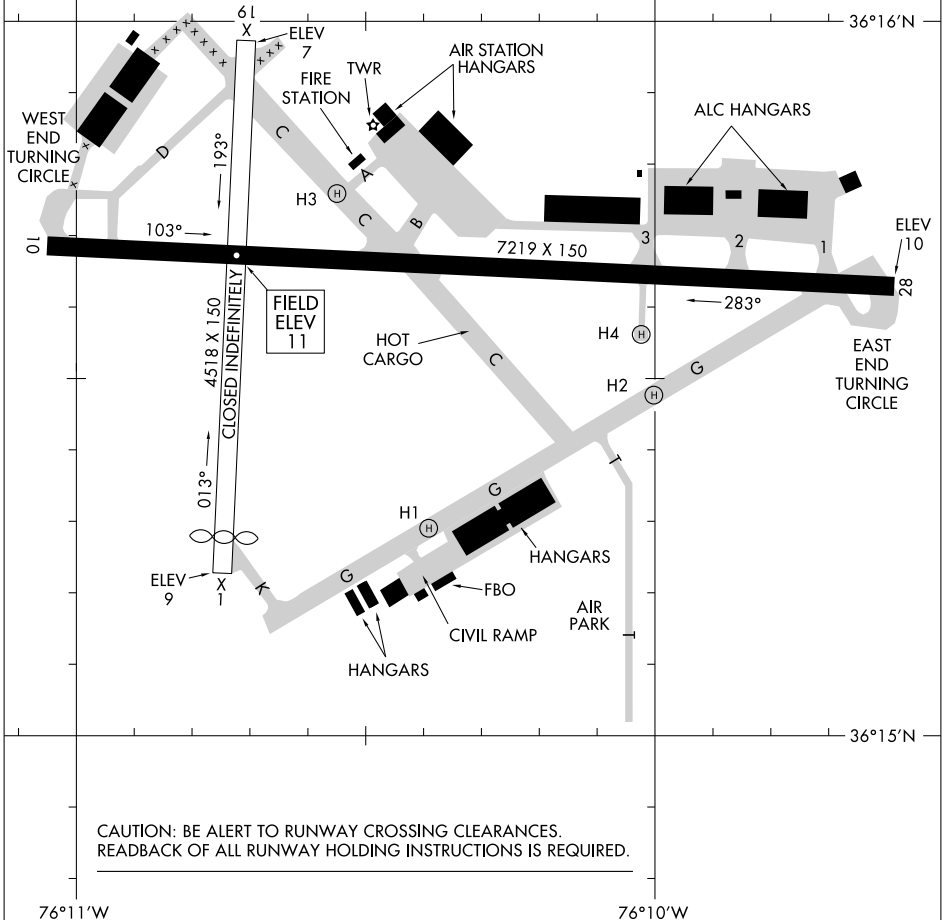 19
X
ELEV
7
36°16'N
AIR STATION
HANGARS
TWR
FIRE
STATION
ALC HANGARS
WEST
END
TURNING
CIRCLE
C
D
193°
A
H3
H
C
B
10
103°
7219 X 150
3
2
1
ELEV
10
28
283°
FIELD
ELEV
11
4518 X 150
CLOSED INDEFINITELY
HOT
CARGO
C
H4
H
G
EAST
END
TURNING
CIRCLE
H2
H
013°
T
G
H1
H
HANGARS
ELEV
9
X
1
K
G
FBO
CIVIL RAMP
HANGARS
AIR
PARK
T
36°15'N
CAUTION: BE ALERT TO RUNWAY CROSSING CLEARANCES.
READBACK OF ALL RUNWAY HOLDING INSTRUCTIONS IS REQUIRED.
76°11'W
76°10'W